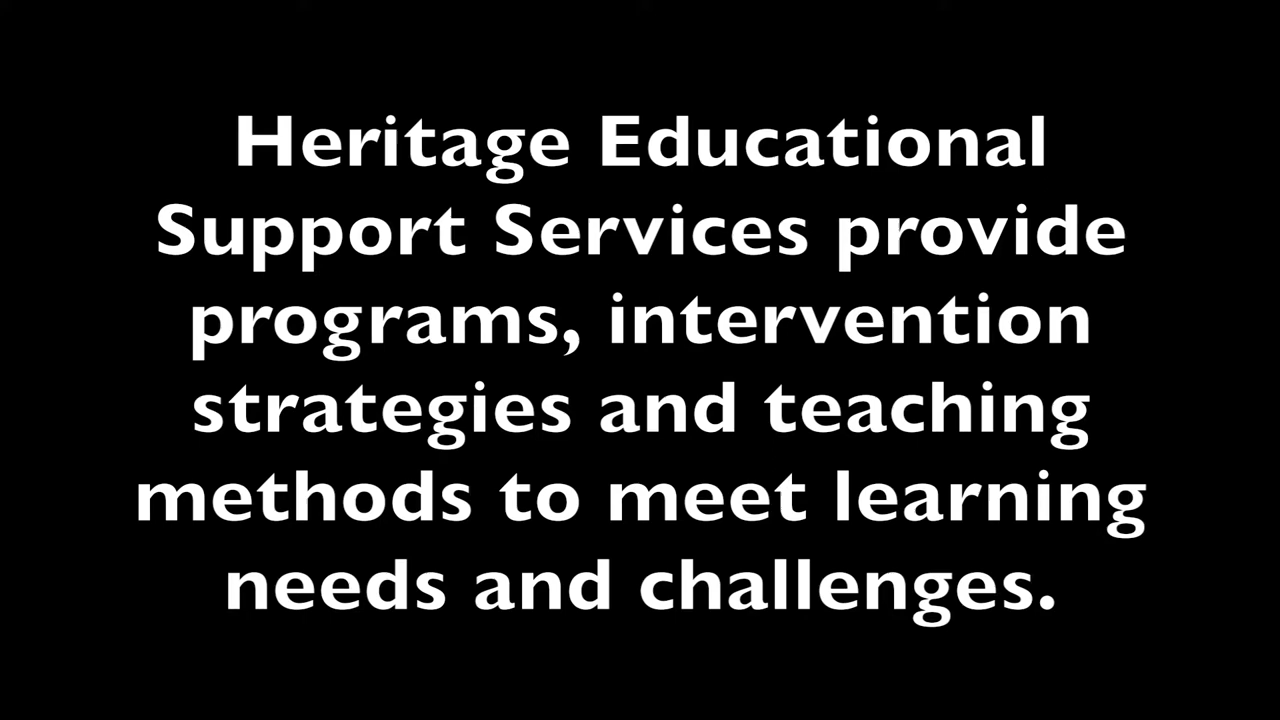 Heritage Educational
Support Services provide
programs, intervention
strategies and teaching
methods to meet learning
needs and challenges.